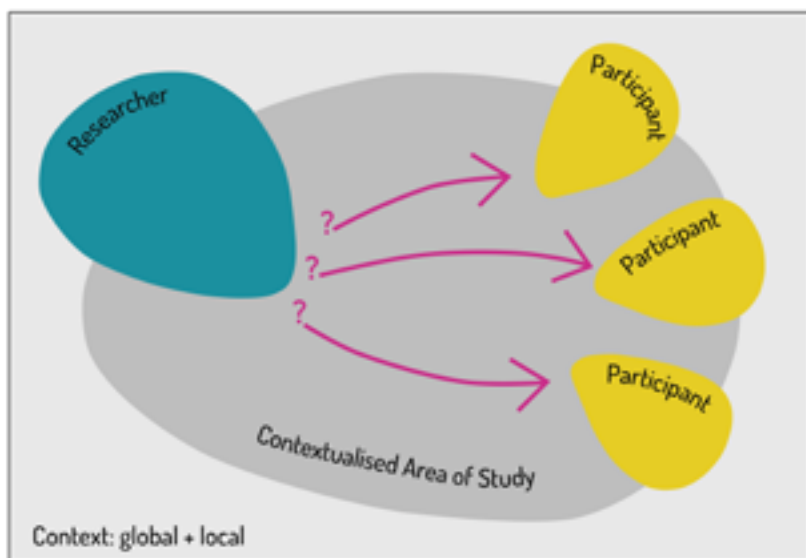 Researcher
Participant
?
?
Participant
?
Participant
Contextualised Area of Study
Context: global + local